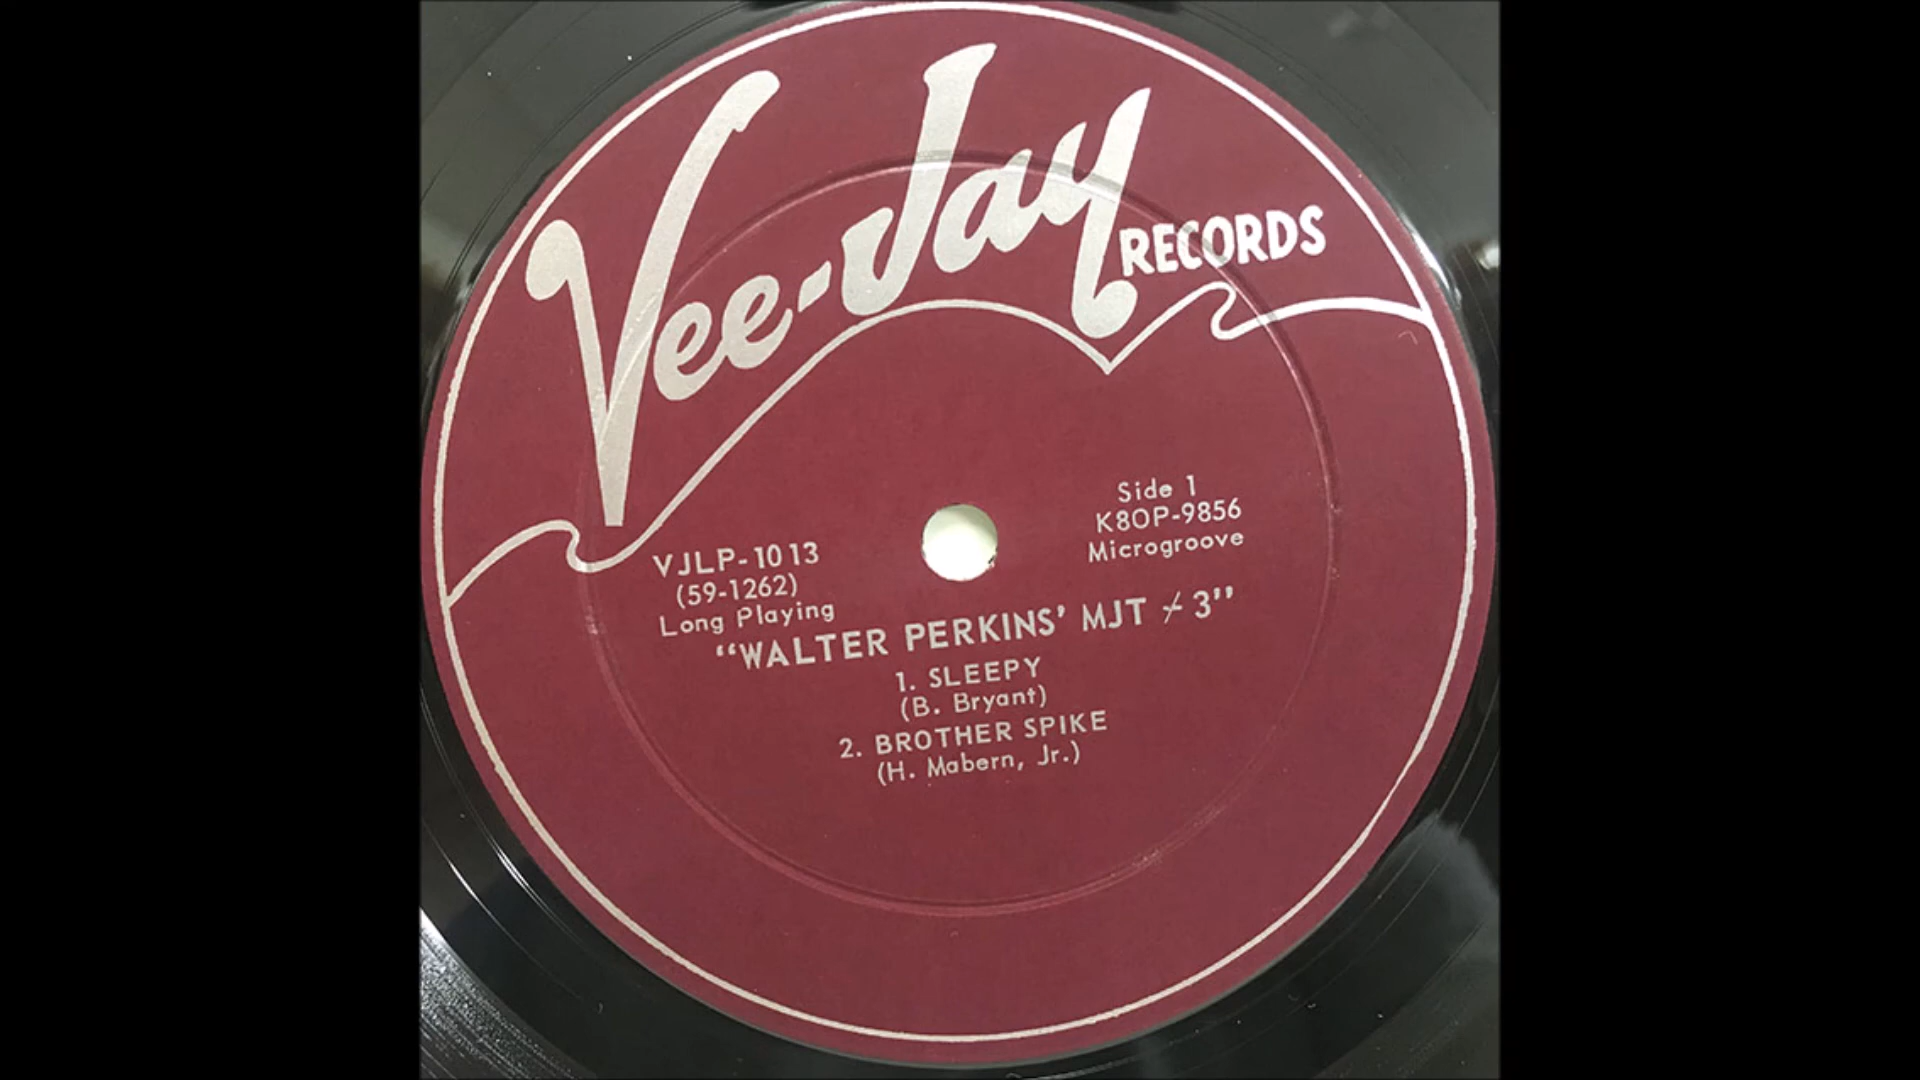 Vee-Jay RECORDS
Side 1
K8OP-9856
Microgroove
VJLP-1013
(59-1262)
Long Playing
“WALTER PERKINS’ MJT ≁ 3”
1. SLEEPY
(B. Bryant)
2. BROTHER SPIKE
(H. Mabern, Jr.)